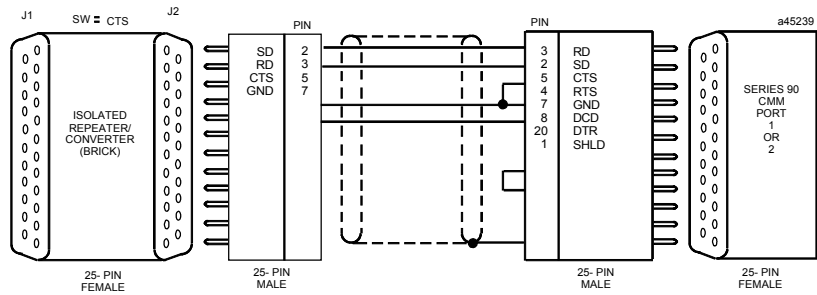 J1
SW = CTS
J2
PIN
PIN
a45239
SD 2
RD 3
CTS 5
GND 7
3 RD
2 SD
5 CTS
4 RTS
7 GND
8 DCD
20 DTR
1 SHLD
ISOLATED
REPEATER/
CONVERTER
(BRICK)
SERIES 90
CMM
PORT
1
OR
2
25- PIN
FEMALE
25- PIN
MALE
25- PIN
MALE
25- PIN
FEMALE